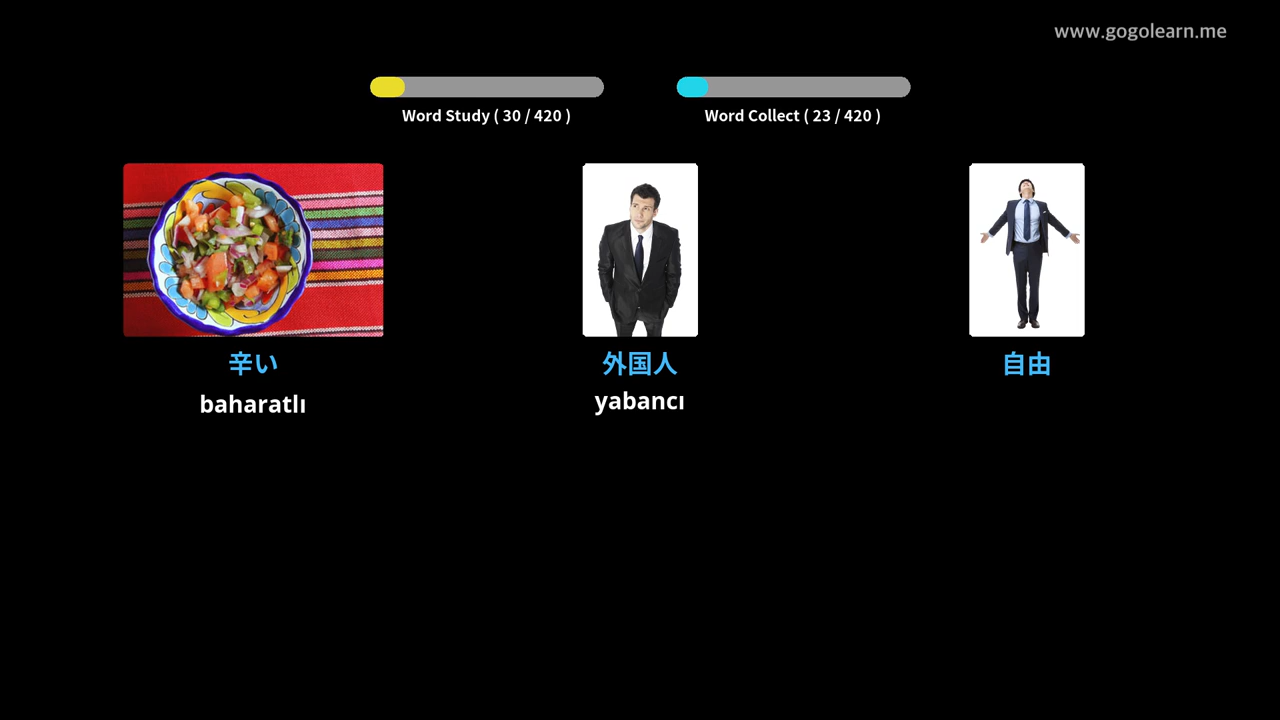 www.gogolearn.me
Word Study ( 30 / 420 )
Word Collect ( 23 / 420 )
辛い
外国人
自由
baharatlı
yabancı